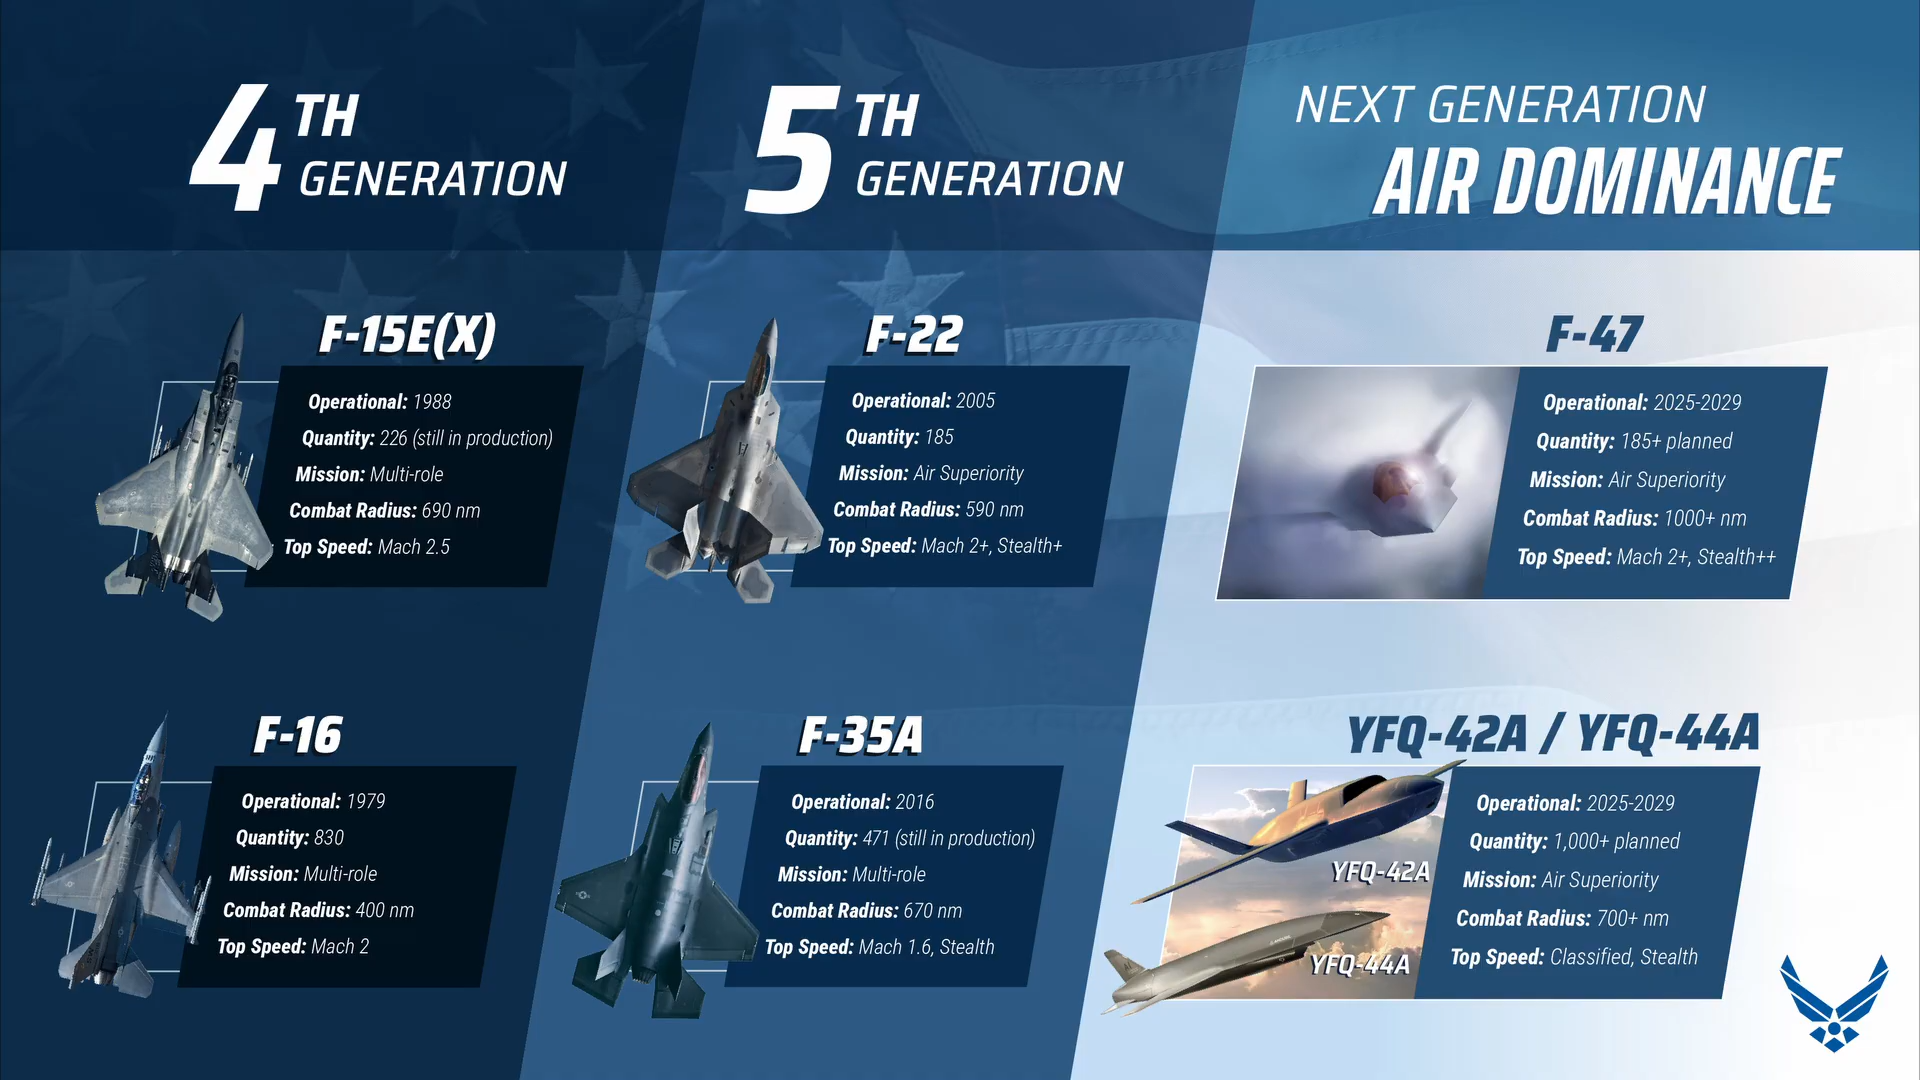 4TH
GENERATION
F-15E(X)
Operational: 1988
Quantity: 226 (still in production)
Mission: Multi-role
Combat Radius: 690 nm
Top Speed: Mach 2.5
F-16
Operational: 1979
Quantity: 830
Mission: Multi-role
Combat Radius: 400 nm
Top Speed: Mach 2
5TH
GENERATION
F-22
Operational: 2005
Quantity: 185
Mission: Air Superiority
Combat Radius: 590 nm
Top Speed: Mach 2+, Stealth+
F-35A
Operational: 2016
Quantity: 471 (still in production)
Mission: Multi-role
Combat Radius: 670 nm
Top Speed: Mach 1.6, Stealth
NEXT GENERATION
AIR DOMINANCE
F-47
Operational: 2025-2029
Quantity: 185+ planned
Mission: Air Superiority
Combat Radius: 1000+ nm
Top Speed: Mach 2+, Stealth++
YFQ-42A / YFQ-44A
YFQ-42A
YFQ-44A
Operational: 2025-2029
Quantity: 1,000+ planned
Mission: Air Superiority
Combat Radius: 700+ nm
Top Speed: Classified, Stealth